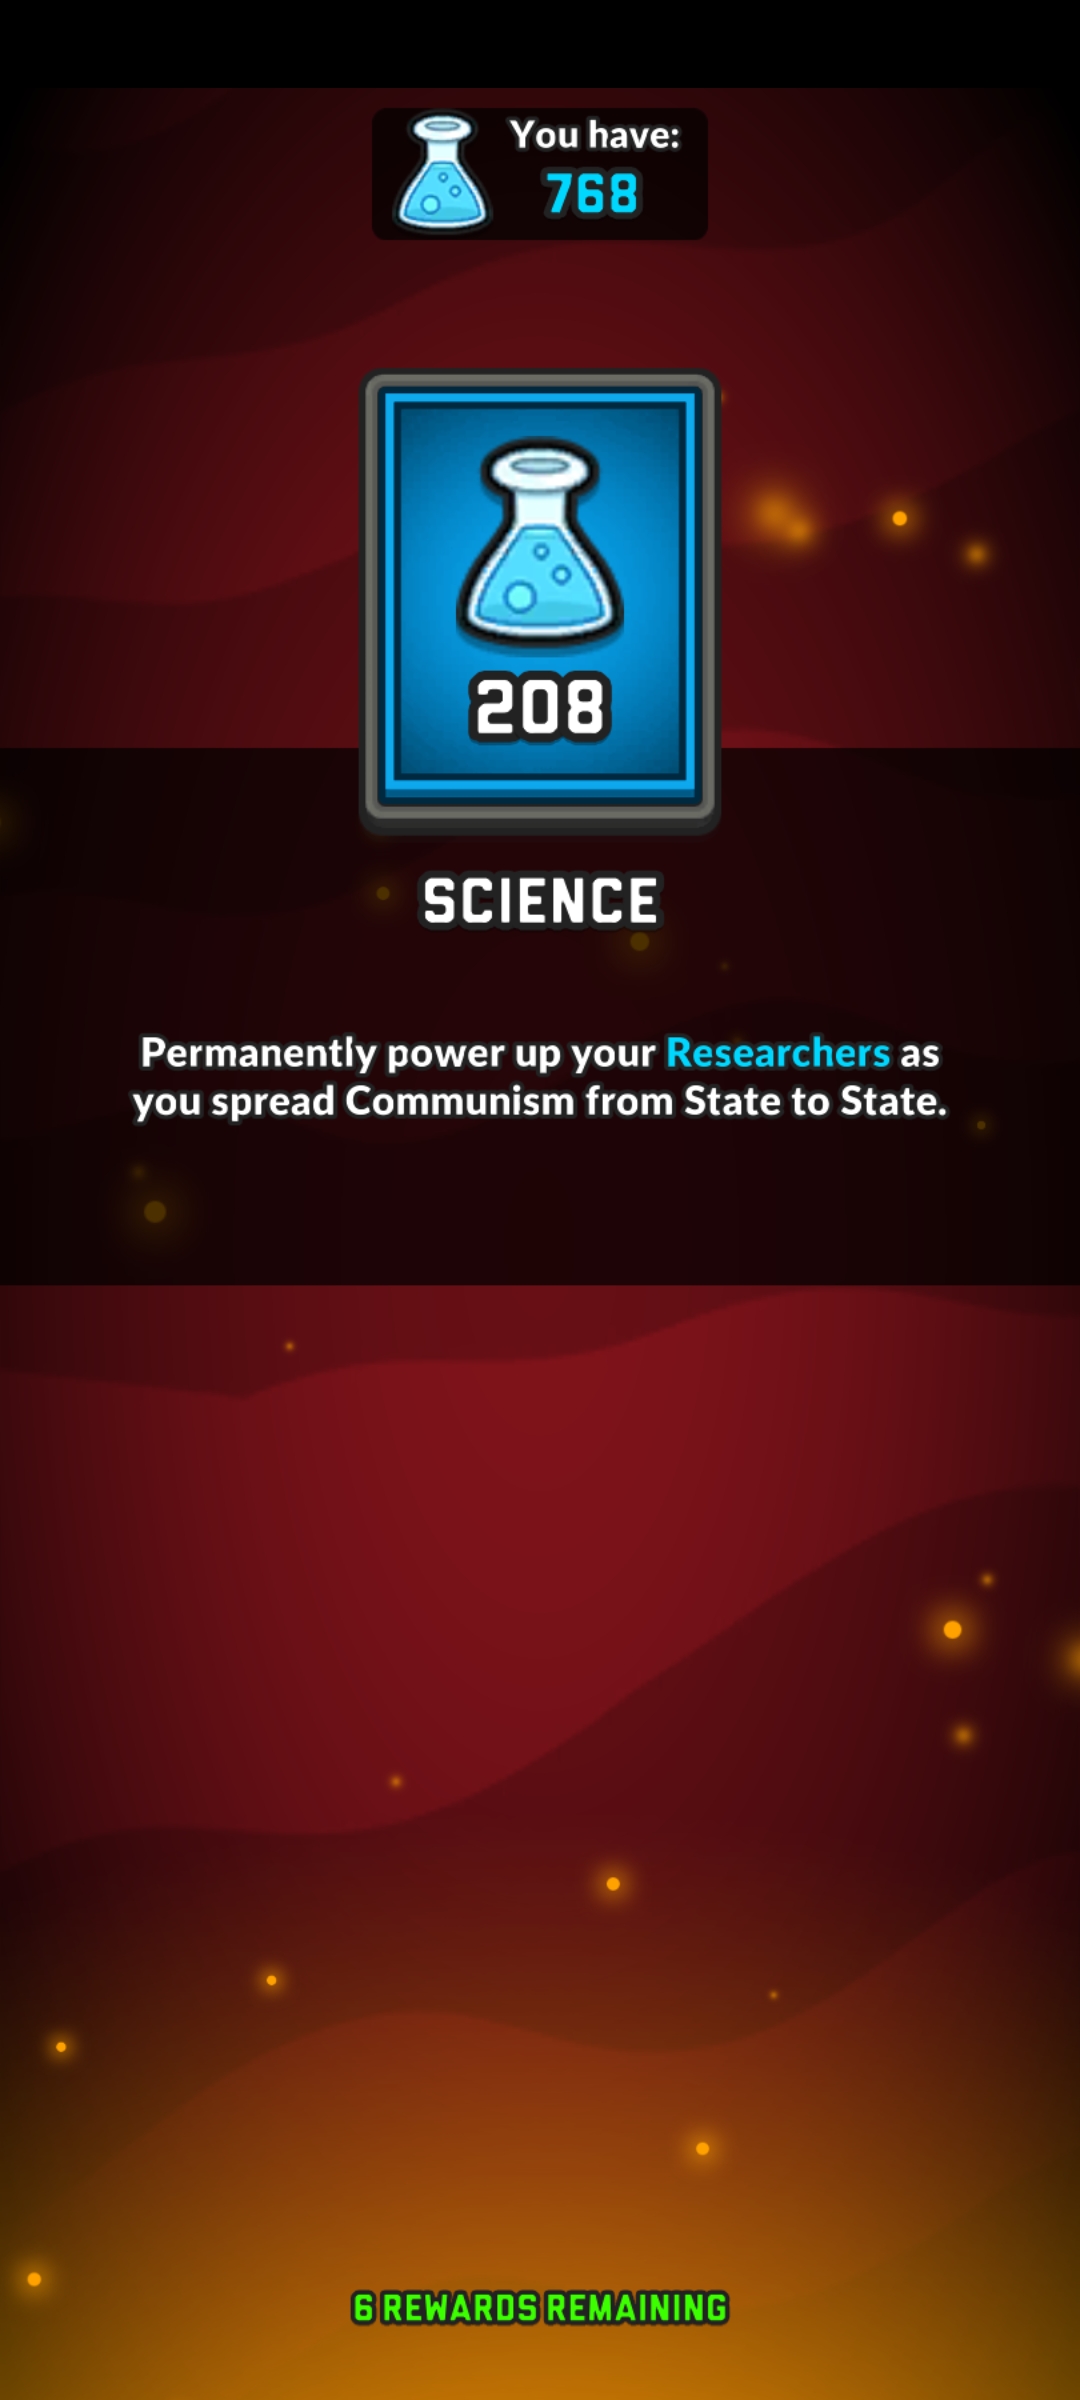 You have:
768
208
SCIENCE
Permanently power up your Researchers as
you spread Communism from State to State.
6 REWARDS REMAINING